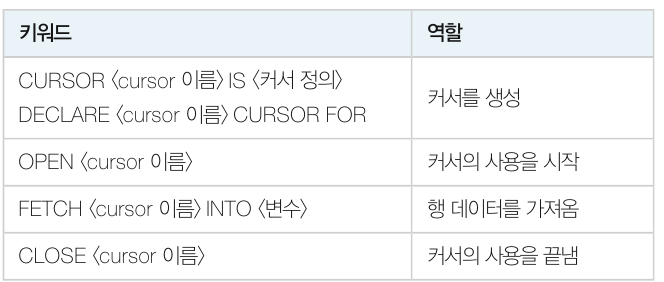 키워드 역할
CURSOR 〈cursor 이름〉 IS 〈커서 정의〉
DECLARE 〈cursor 이름〉 CURSOR FOR
커서를 생성
OPEN 〈cursor 이름〉 커서의 사용을 시작
FETCH 〈cursor 이름〉 INTO 〈변수〉 행 데이터를 가져옴
CLOSE 〈cursor 이름〉 커서의 사용을 끝냄